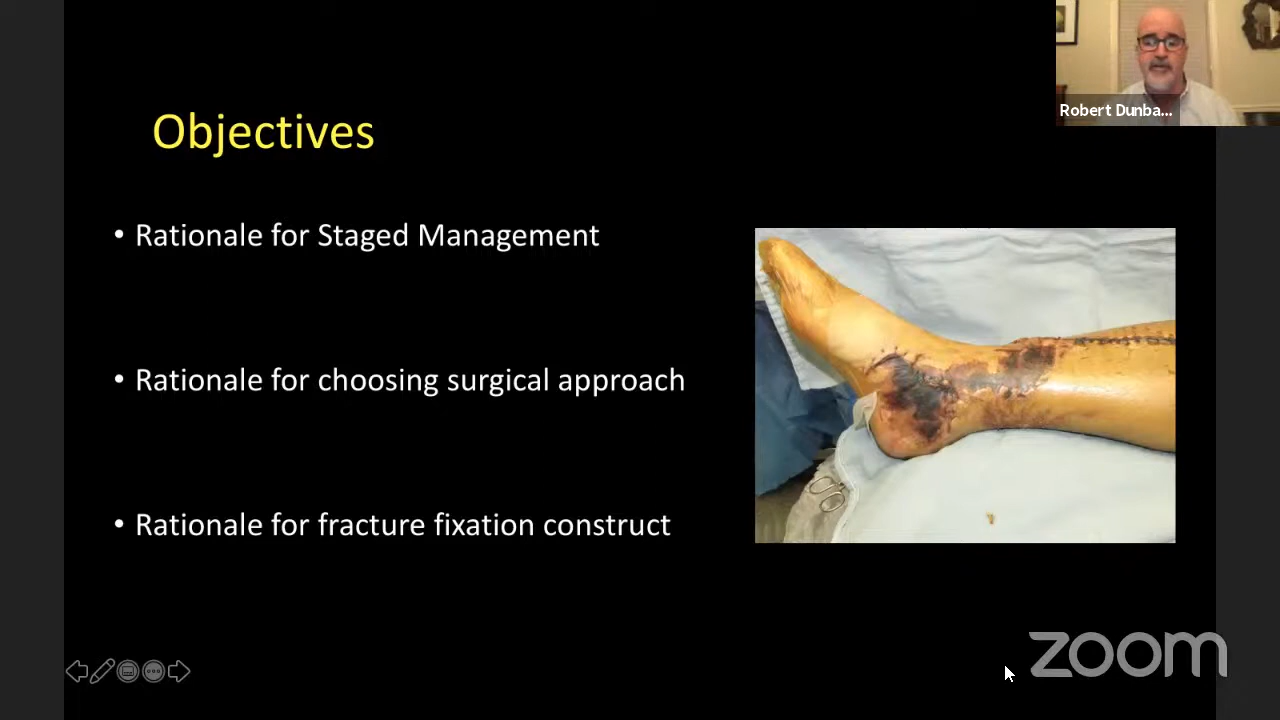 Objectives
• Rationale for Staged Management
• Rationale for choosing surgical approach
• Rationale for fracture fixation construct
Robert Dunba...
zoom